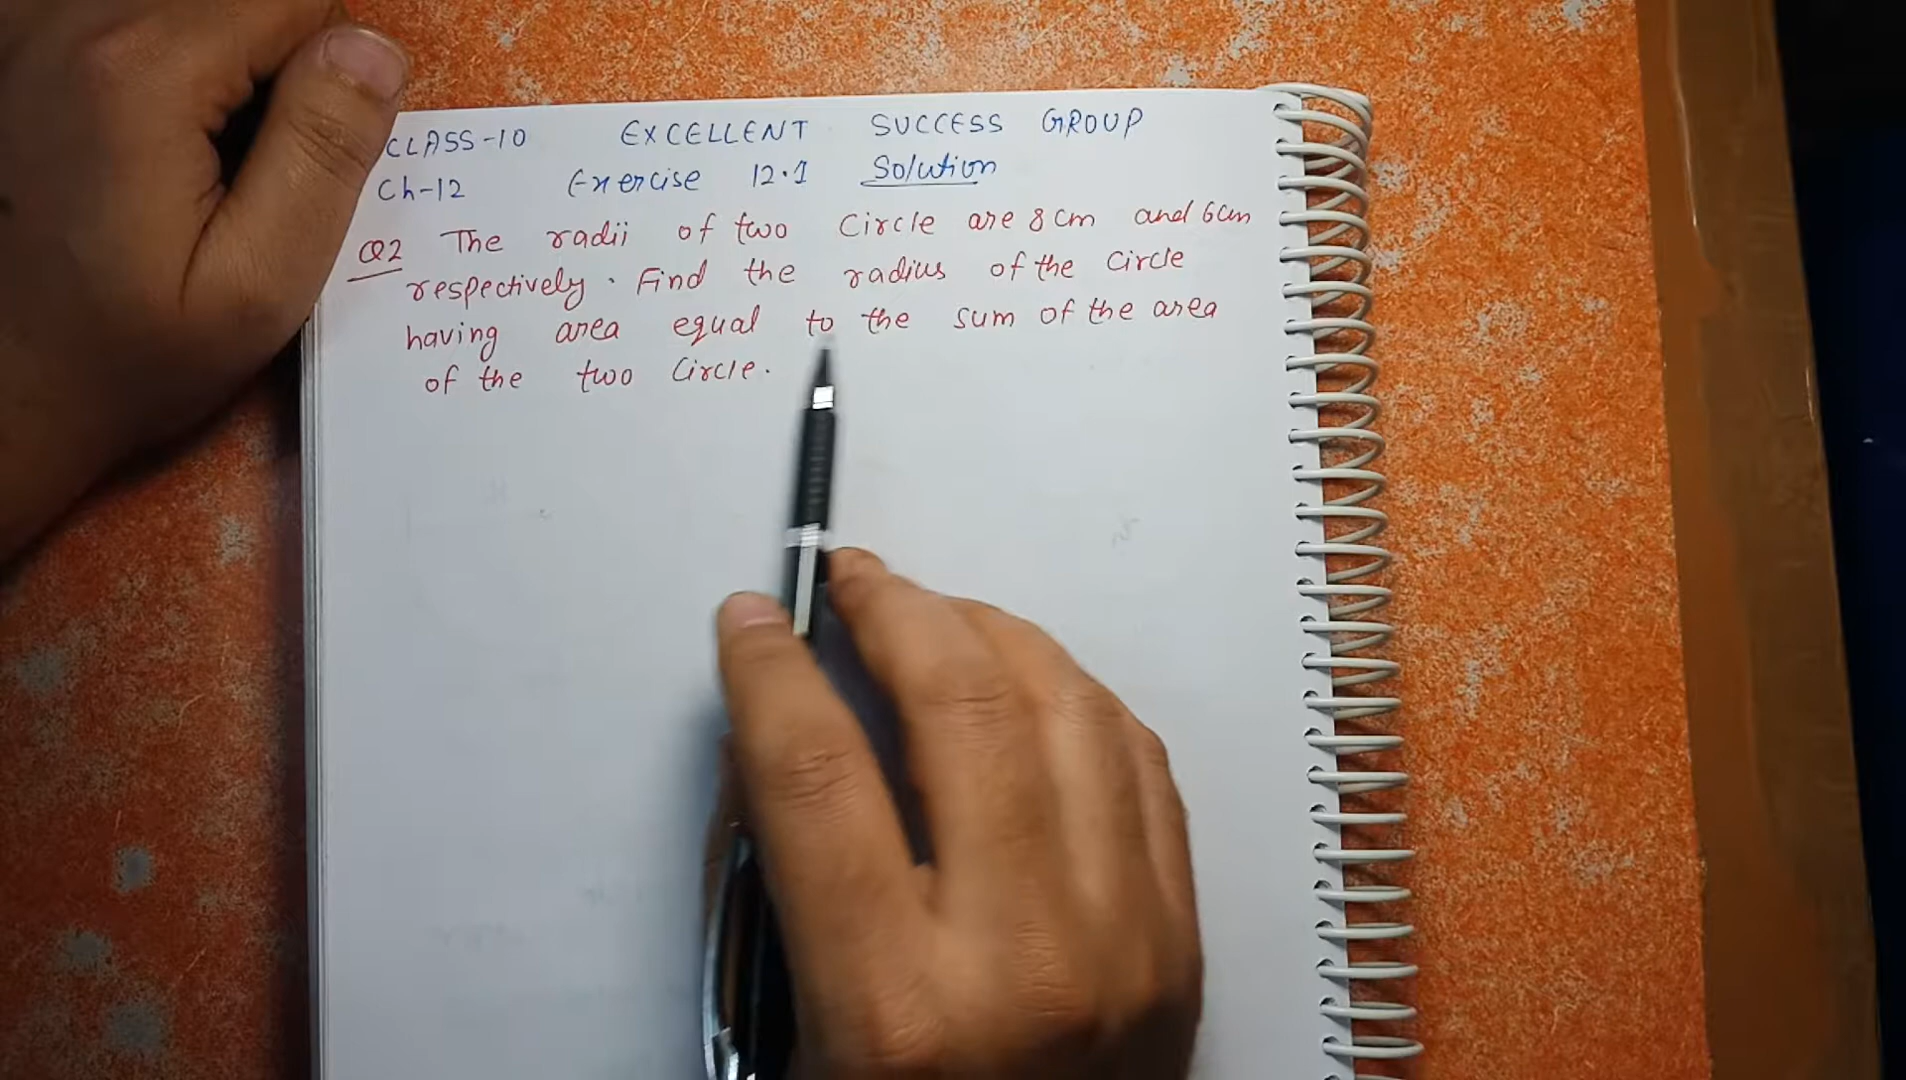 CLASS-10 EXCELLENT SUCCESS GROUP
Ch-12 Exercise 12.1 Solution
Q2 The radii of two Circle are 8 cm and 6 cm
respectively. Find the radius of the circle
having area equal to the sum of the area
of the two Circle.